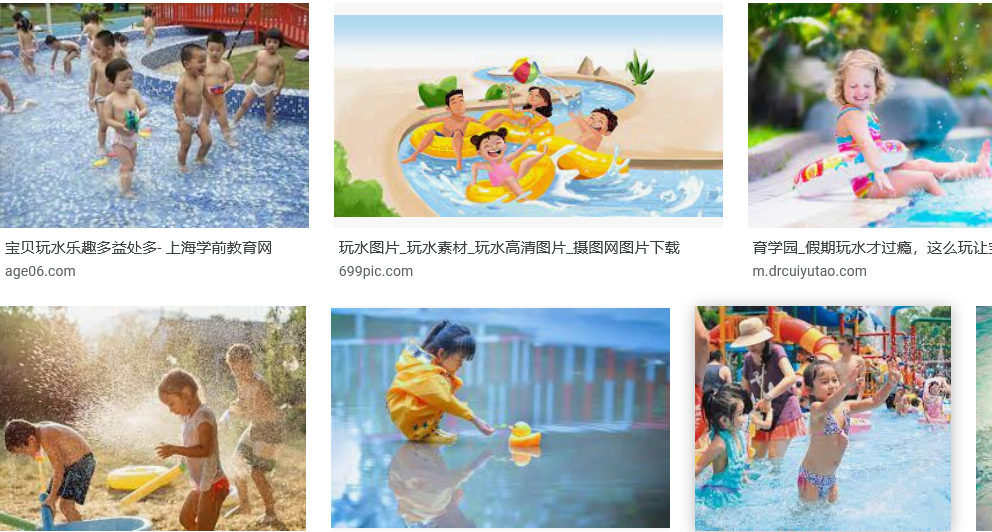 宝贝玩水乐趣多益处多- 上海学前教育网
age06.com
玩水图片_玩水素材_玩水高清图片_摄图网图片下载
699pic.com
育学园_假期玩水才过瘾，这么玩让
m.drcuiyutao.com